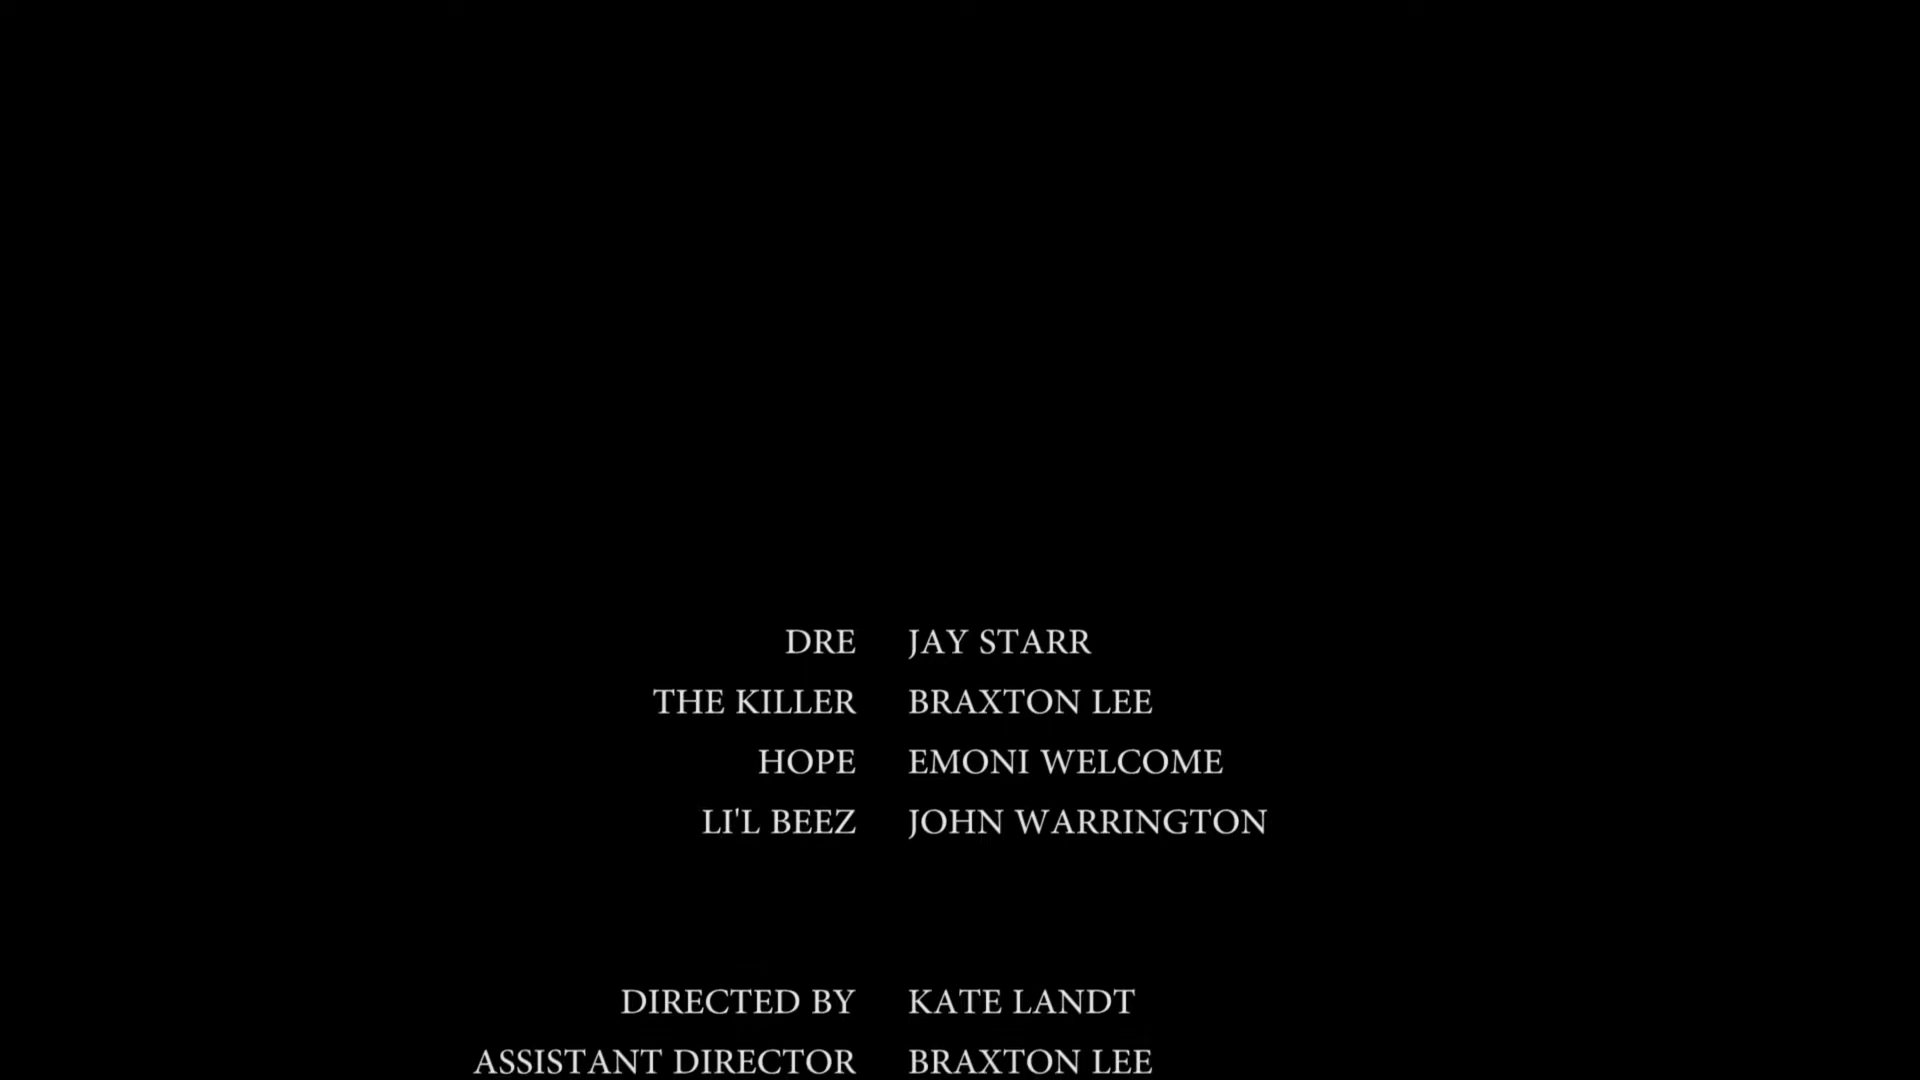 DRE JAY STARR
THE KILLER BRAXTON LEE
HOPE EMONI WELCOME
LI'L BEEZ JOHN WARRINGTON
DIRECTED BY KATE LANDT
ASSISTANT DIRECTOR BRAXTON LEE